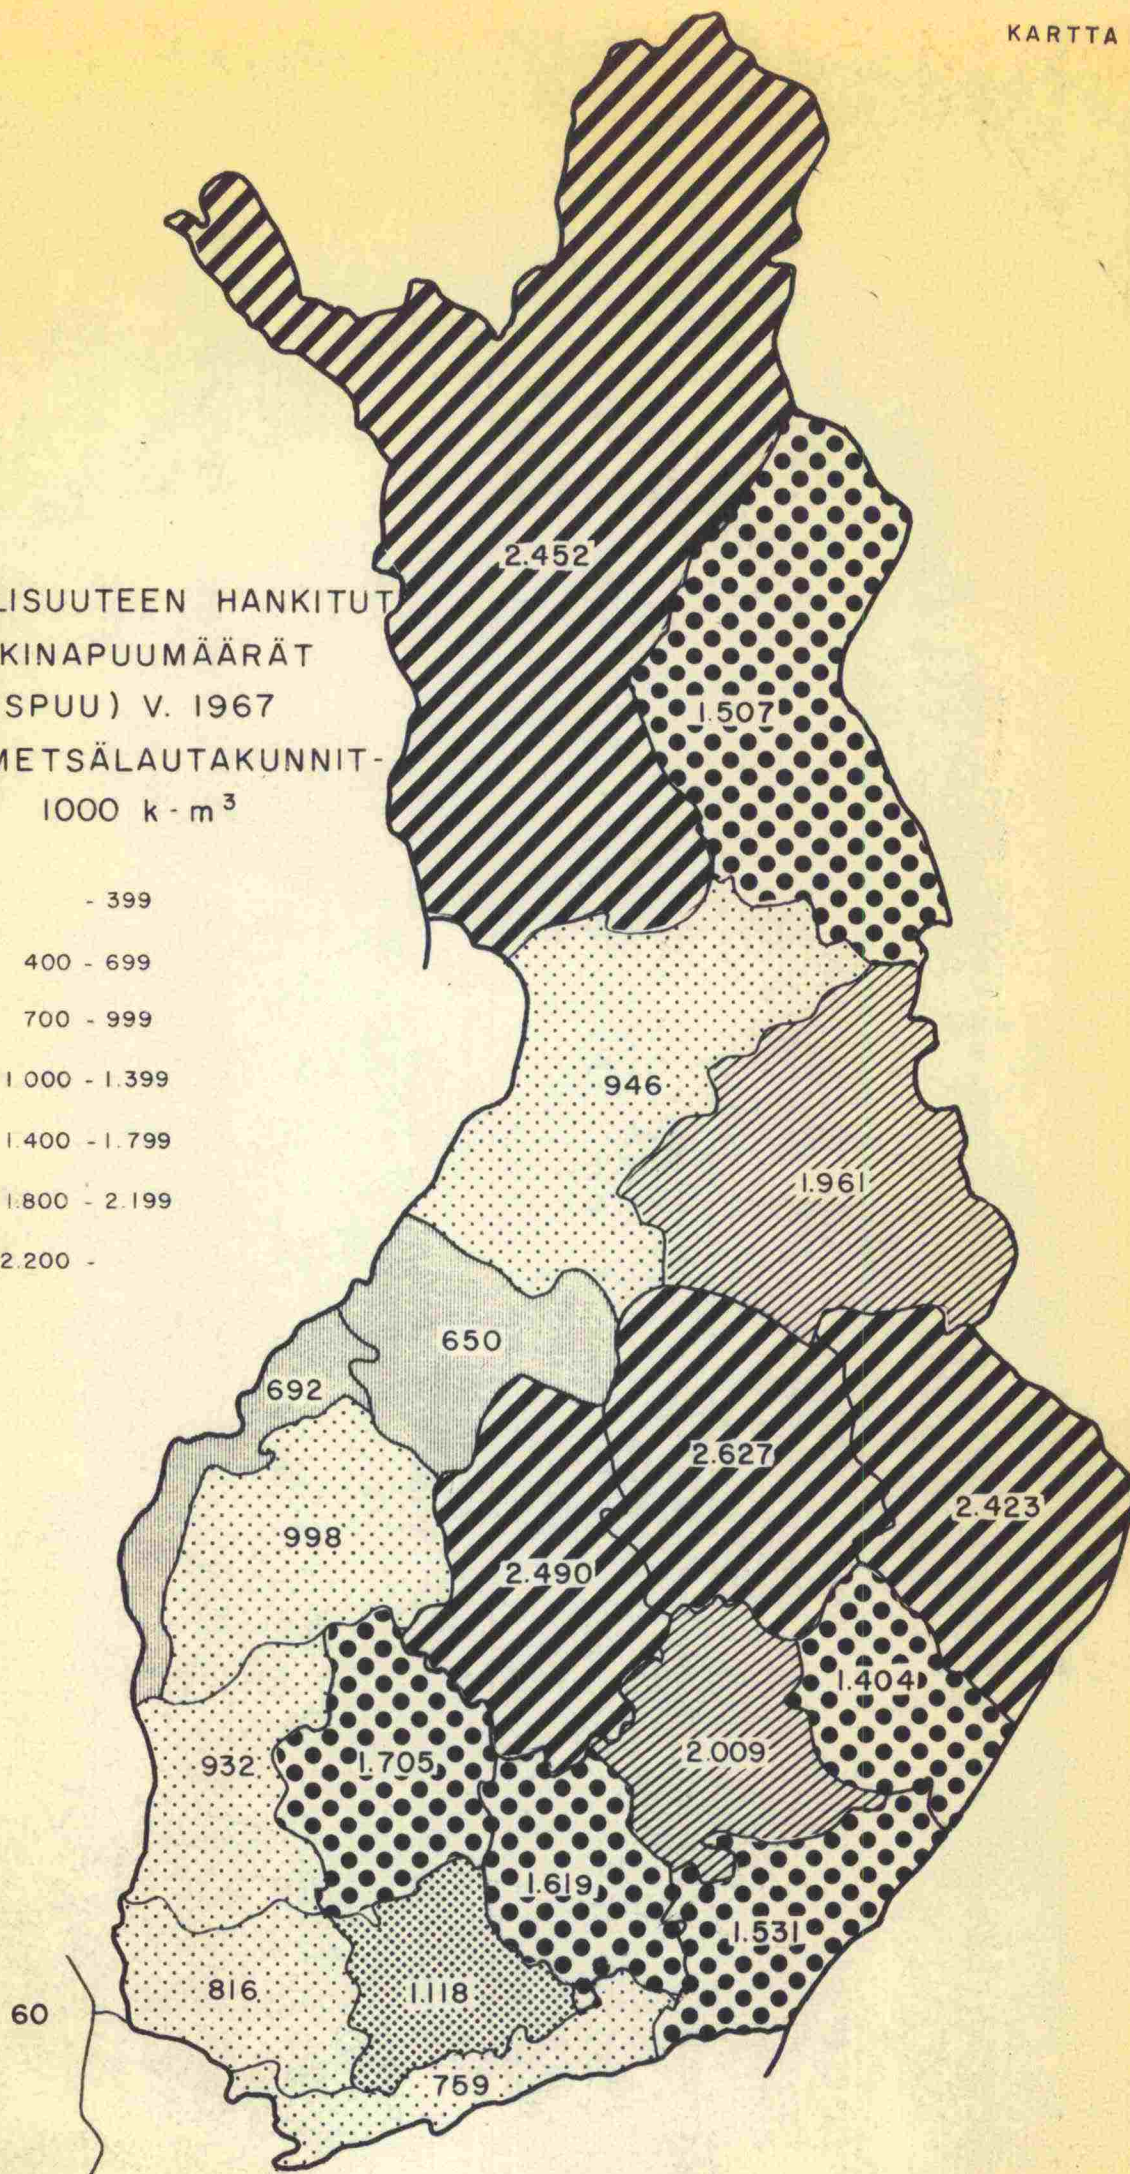 KARTTA
LISUUTEEN HANKITUT
KINAPUUMÄÄRÄT
SPUU) V. 1967
METSÄLAUTAKUNNIT-
1000 k-m³
- 399
400 - 699
700 - 999
1.000 - 1.399
1.400 - 1.799
1.800 - 2.199
2.200 -
2.452
1.507
946
1.961
650
692
2.627
2.423
998
2.490
1.404
932
1.705
2.009
1.619
1.531
816
1.118
60
759